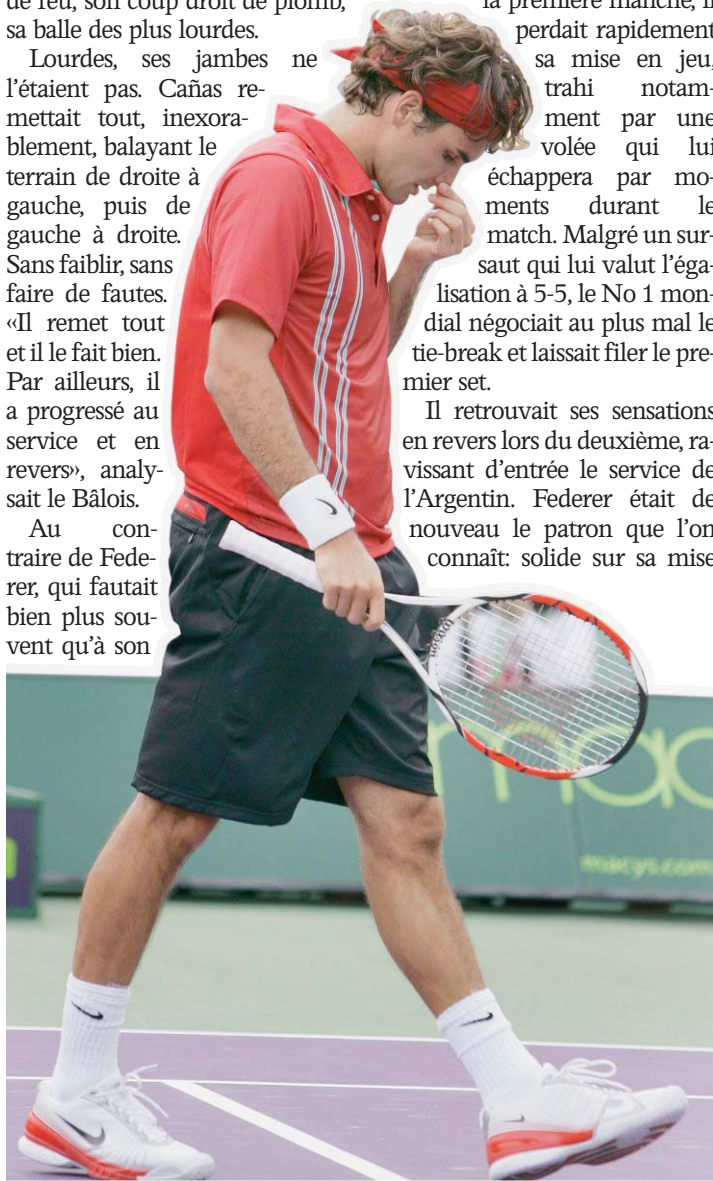 de feu, son coup droit de plomb,
sa balle des plus lourdes.
Lourdes, ses jambes ne
l'étaient pas. Cañas re-
mettait tout, inexora-
blement, balayant le
terrain de droite à
gauche, puis de
gauche à droite.
Sans faiblir, sans
faire de fautes.
«Il remet tout
et il le fait bien.
Par ailleurs, il
a progressé au
service et en
revers», analy-
sait le Bâlois.
Au con-
traire de Fede-
rer, qui fautait
bien plus sou-
vent qu'à son
la première manche, il
perdait rapidement
sa mise en jeu,
trahi notam-
ment par une
volée qui lui
échappera par mo-
ments durant le
match. Malgré un sur-
saut qui lui valut l'éga-
lisation à 5-5, le No 1 mon-
dial négociait au plus mal le
tie-break et laissait filer le pre-
mier set.
Il retrouvait ses sensations
en revers lors du deuxième, ra-
vissant d'entrée le service de
l'Argentin. Federer était de
nouveau le patron que l'on
connaît: solide sur sa mise
Wilson
mac
macys.com